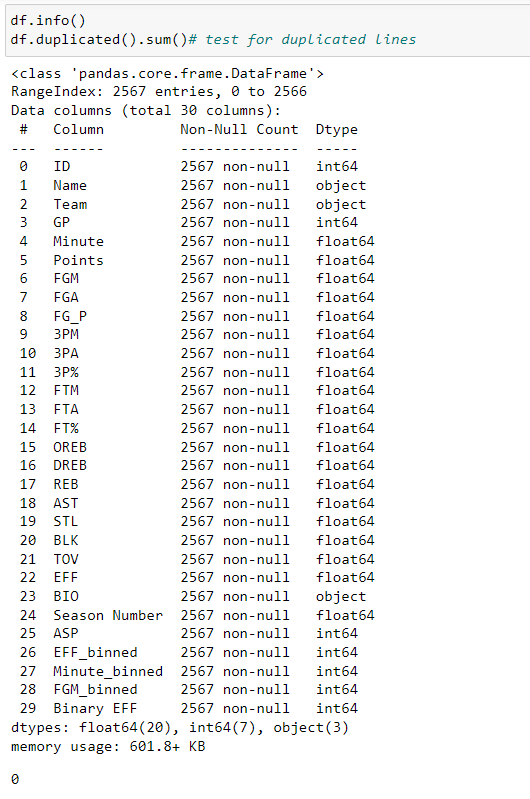 df.info()
df.duplicated().sum()# test for duplicated lines
<class 'pandas.core.frame.DataFrame'>
RangeIndex: 2567 entries, 0 to 2566
Data columns (total 30 columns):
 #   Column         Non-Null Count  Dtype
---  ------         --------------  -----
 0   ID             2567 non-null   int64
 1   Name           2567 non-null   object
 2   Team           2567 non-null   object
 3   GP             2567 non-null   int64
 4   Minute         2567 non-null   float64
 5   Points         2567 non-null   float64
 6   FGM            2567 non-null   float64
 7   FGA            2567 non-null   float64
 8   FG_P           2567 non-null   float64
 9   3PM            2567 non-null   float64
 10  3PA            2567 non-null   float64
 11  3P%            2567 non-null   float64
 12  FTM            2567 non-null   float64
 13  FTA            2567 non-null   float64
 14  FT%            2567 non-null   float64
 15  OREB           2567 non-null   float64
 16  DREB           2567 non-null   float64
 17  REB            2567 non-null   float64
 18  AST            2567 non-null   float64
 19  STL            2567 non-null   float64
 20  BLK            2567 non-null   float64
 21  TOV            2567 non-null   float64
 22  EFF            2567 non-null   float64
 23  BIO            2567 non-null   object
 24  Season Number  2567 non-null   float64
 25  ASP            2567 non-null   int64
 26  EFF_binned     2567 non-null   int64
 27  Minute_binned  2567 non-null   int64
 28  FGM_binned     2567 non-null   int64
 29  Binary EFF     2567 non-null   int64
dtypes: float64(20), int64(7), object(3)
memory usage: 601.8+ KB
0